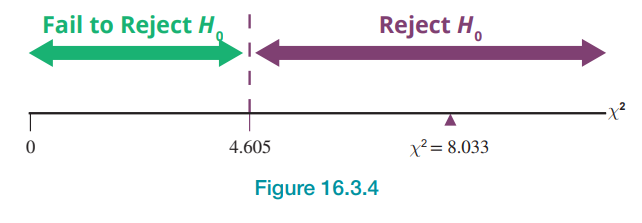 Fail to Reject H₀ Reject H₀
χ²
0 4.605 χ² = 8.033
Figure 16.3.4